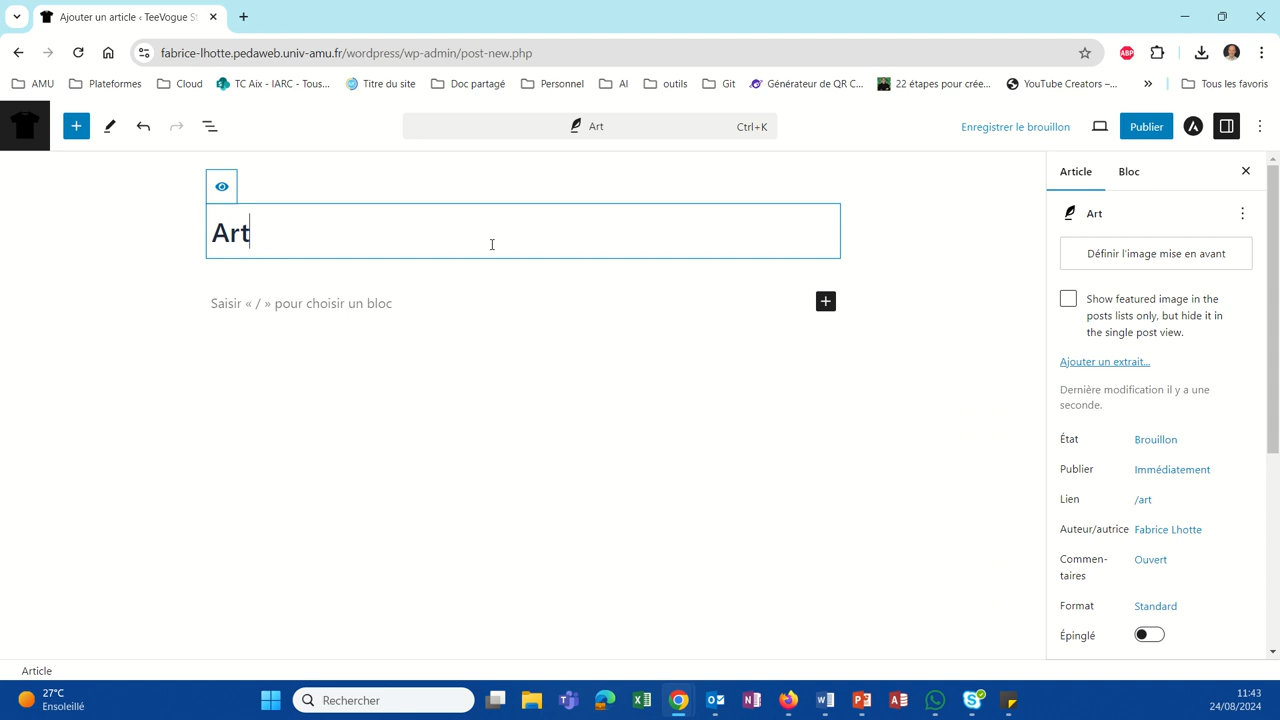 Ajouter un article ‹ TeeVogue St
fabrice-lhotte.pedaweb.univ-amu.fr/wordpress/wp-admin/post-new.php
ABP
AMU
Plateformes
Cloud
TC Aix - IARC - Tous...
Titre du site
Doc partagé
Personnel
AI
outils
Git
Générateur de QR C...
22 étapes pour crée...
YouTube Creators –...
»
Tous les favoris
Art
Ctrl+K
Enregistrer le brouillon
Publier
Article
Bloc
Art
Saisir « / » pour choisir un bloc
Art
Définir l'image mise en avant
Show featured image in the
posts lists only, but hide it in
the single post view.
Ajouter un extrait...
Dernière modification il y a une
seconde.
État
Brouillon
Publier
Immédiatement
Lien
/art
Auteur/autrice
Fabrice Lhotte
Commen-
taires
Ouvert
Format
Standard
Épinglé
Article
27°C
Ensoleillé
Rechercher
11:43
24/08/2024